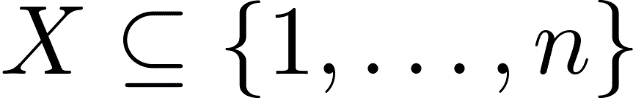 X ⊆ {1, . . . , n}